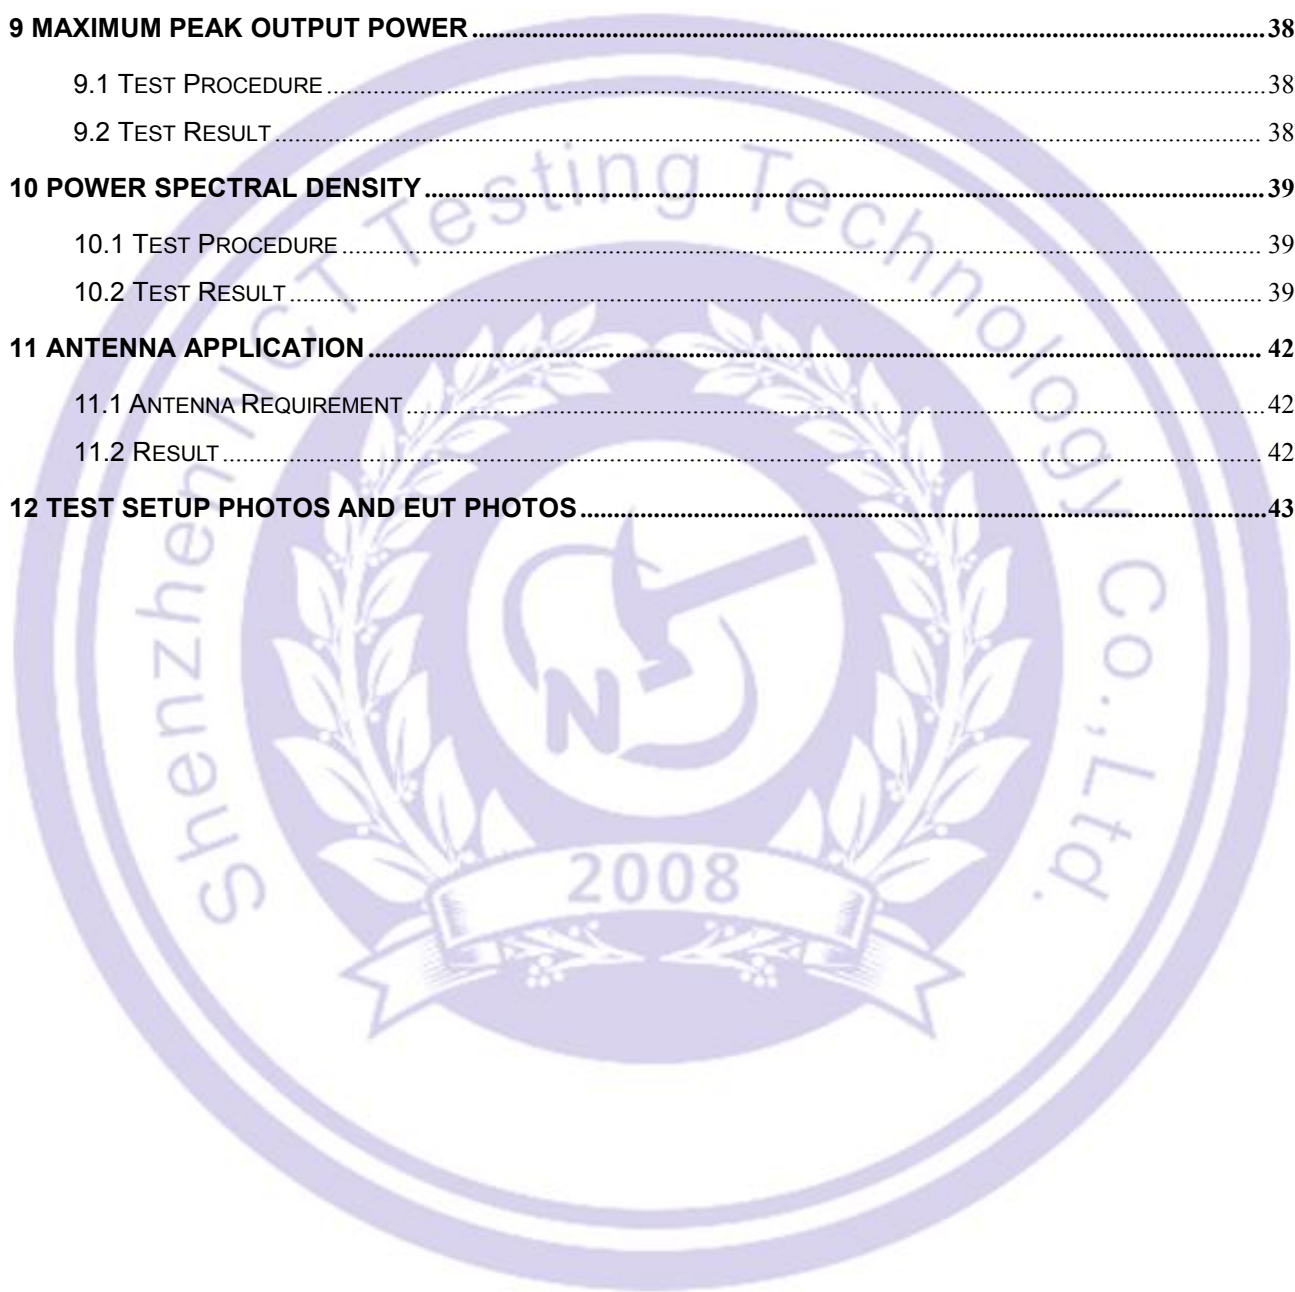 9 MAXIMUM PEAK OUTPUT POWER 38
9.1 TEST PROCEDURE 38
9.2 TEST RESULT 38
10 POWER SPECTRAL DENSITY 39
10.1 TEST PROCEDURE 39
10.2 TEST RESULT 39
11 ANTENNA APPLICATION 42
11.1 ANTENNA REQUIREMENT 42
11.2 RESULT 42
12 TEST SETUP PHOTOS AND EUT PHOTOS 43
Shenzhen NCT Testing Technology Co.,Ltd.
N
2008